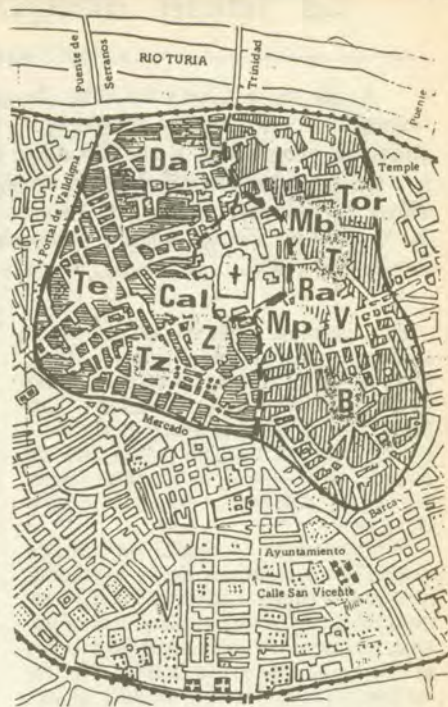 Puente de
Serranos
RIO TURIA
Trinidad
Puente
Temple
Portal de Valldigna
Da
L
Tor
Mb
T
Te
Cal
Ra
Z
Mp
V
Tz
B
Mercado
Barca
Ayuntamiento
Calle San Vicente